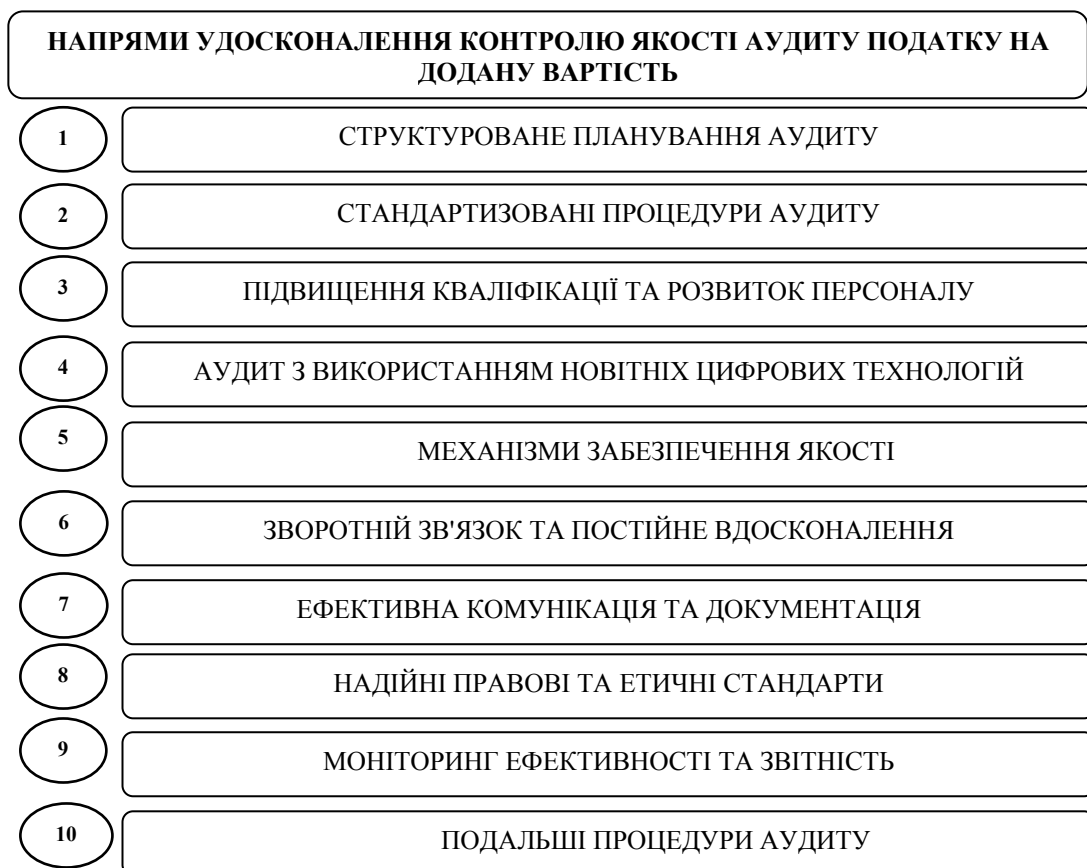 НАПРЯМИ УДОСКОНАЛЕННЯ КОНТРОЛЮ ЯКОСТІ АУДИТУ ПОДАТКУ НА
ДОДАНУ ВАРТІСТЬ
1 СТРУКТУРОВАНЕ ПЛАНУВАННЯ АУДИТУ
2 СТАНДАРТИЗОВАНІ ПРОЦЕДУРИ АУДИТУ
3 ПІДВИЩЕННЯ КВАЛІФІКАЦІЇ ТА РОЗВИТОК ПЕРСОНАЛУ
4 АУДИТ З ВИКОРИСТАННЯМ НОВІТНІХ ЦИФРОВИХ ТЕХНОЛОГІЙ
5 МЕХАНІЗМИ ЗАБЕЗПЕЧЕННЯ ЯКОСТІ
6 ЗВОРОТНІЙ ЗВ'ЯЗОК ТА ПОСТІЙНЕ ВДОСКОНАЛЕННЯ
7 ЕФЕКТИВНА КОМУНІКАЦІЯ ТА ДОКУМЕНТАЦІЯ
8 НАДІЙНІ ПРАВОВІ ТА ЕТИЧНІ СТАНДАРТИ
9 МОНІТОРИНГ ЕФЕКТИВНОСТІ ТА ЗВІТНІСТЬ
10 ПОДАЛЬШІ ПРОЦЕДУРИ АУДИТУ